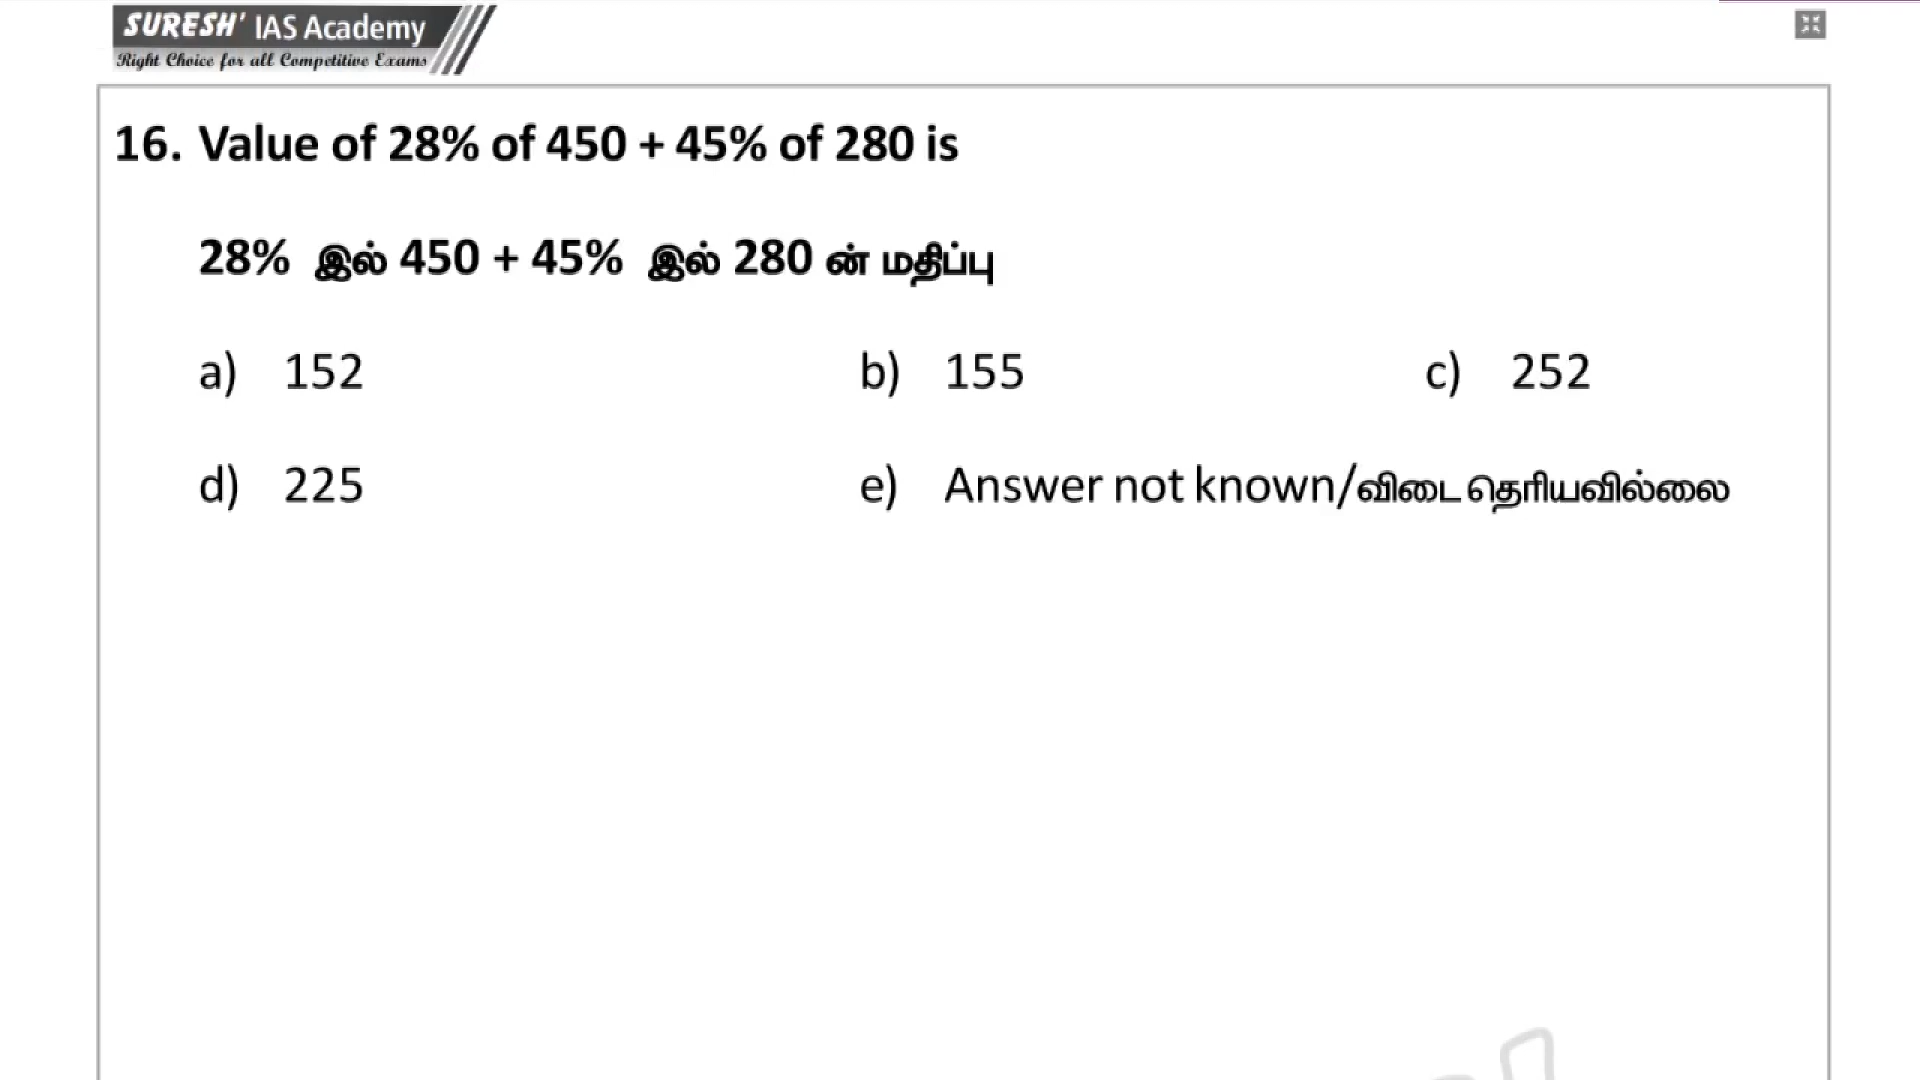 SURESH' IAS Academy
Right Choice for all Competitive Exams
16. Value of 28% of 450 + 45% of 280 is
28% இல் 450 + 45% இல் 280 ன் மதிப்பு
a) 152 b) 155 c) 252
d) 225 e) Answer not known/விடை தெரியவில்லை